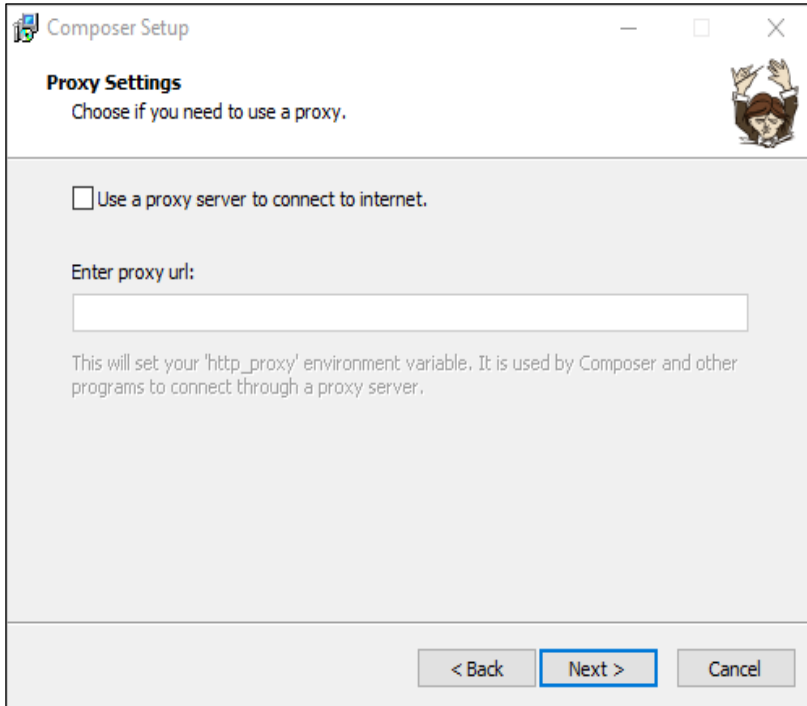 Composer Setup
Proxy Settings
Choose if you need to use a proxy.
Use a proxy server to connect to internet.
Enter proxy url:
This will set your 'http_proxy' environment variable. It is used by Composer and other
programs to connect through a proxy server.
< Back
Next >
Cancel